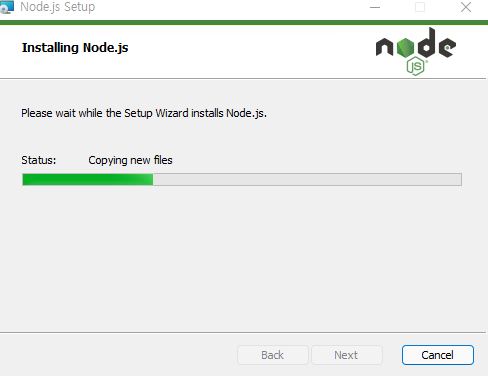 Node.js Setup
Installing Node.js
node
JS
Please wait while the Setup Wizard installs Node.js.
Status: Copying new files
Back Next Cancel